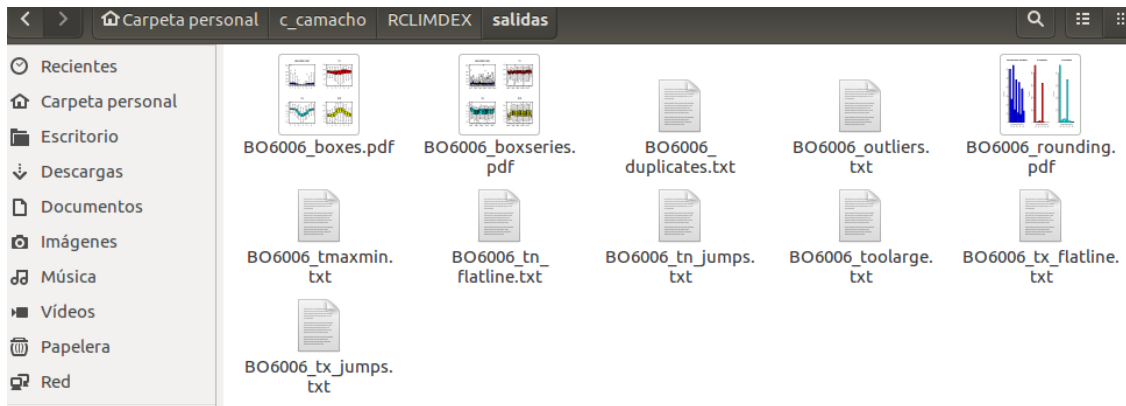 Carpeta personal c_camacho RCLIMDEX salidas
Recientes
Carpeta personal
Escritorio
Descargas
Documentos
Imágenes
Música
Vídeos
Papelera
Red
BO6006_boxes.pdf
BO6006_boxseries.
pdf
BO6006_
duplicates.txt
BO6006_outliers.
txt
BO6006_rounding.
pdf
BO6006_tmaxmin.
txt
BO6006_tn_
flatline.txt
BO6006_tn_jumps.
txt
BO6006_toolarge.
txt
BO6006_tx_flatline.
txt
BO6006_tx_jumps.
txt